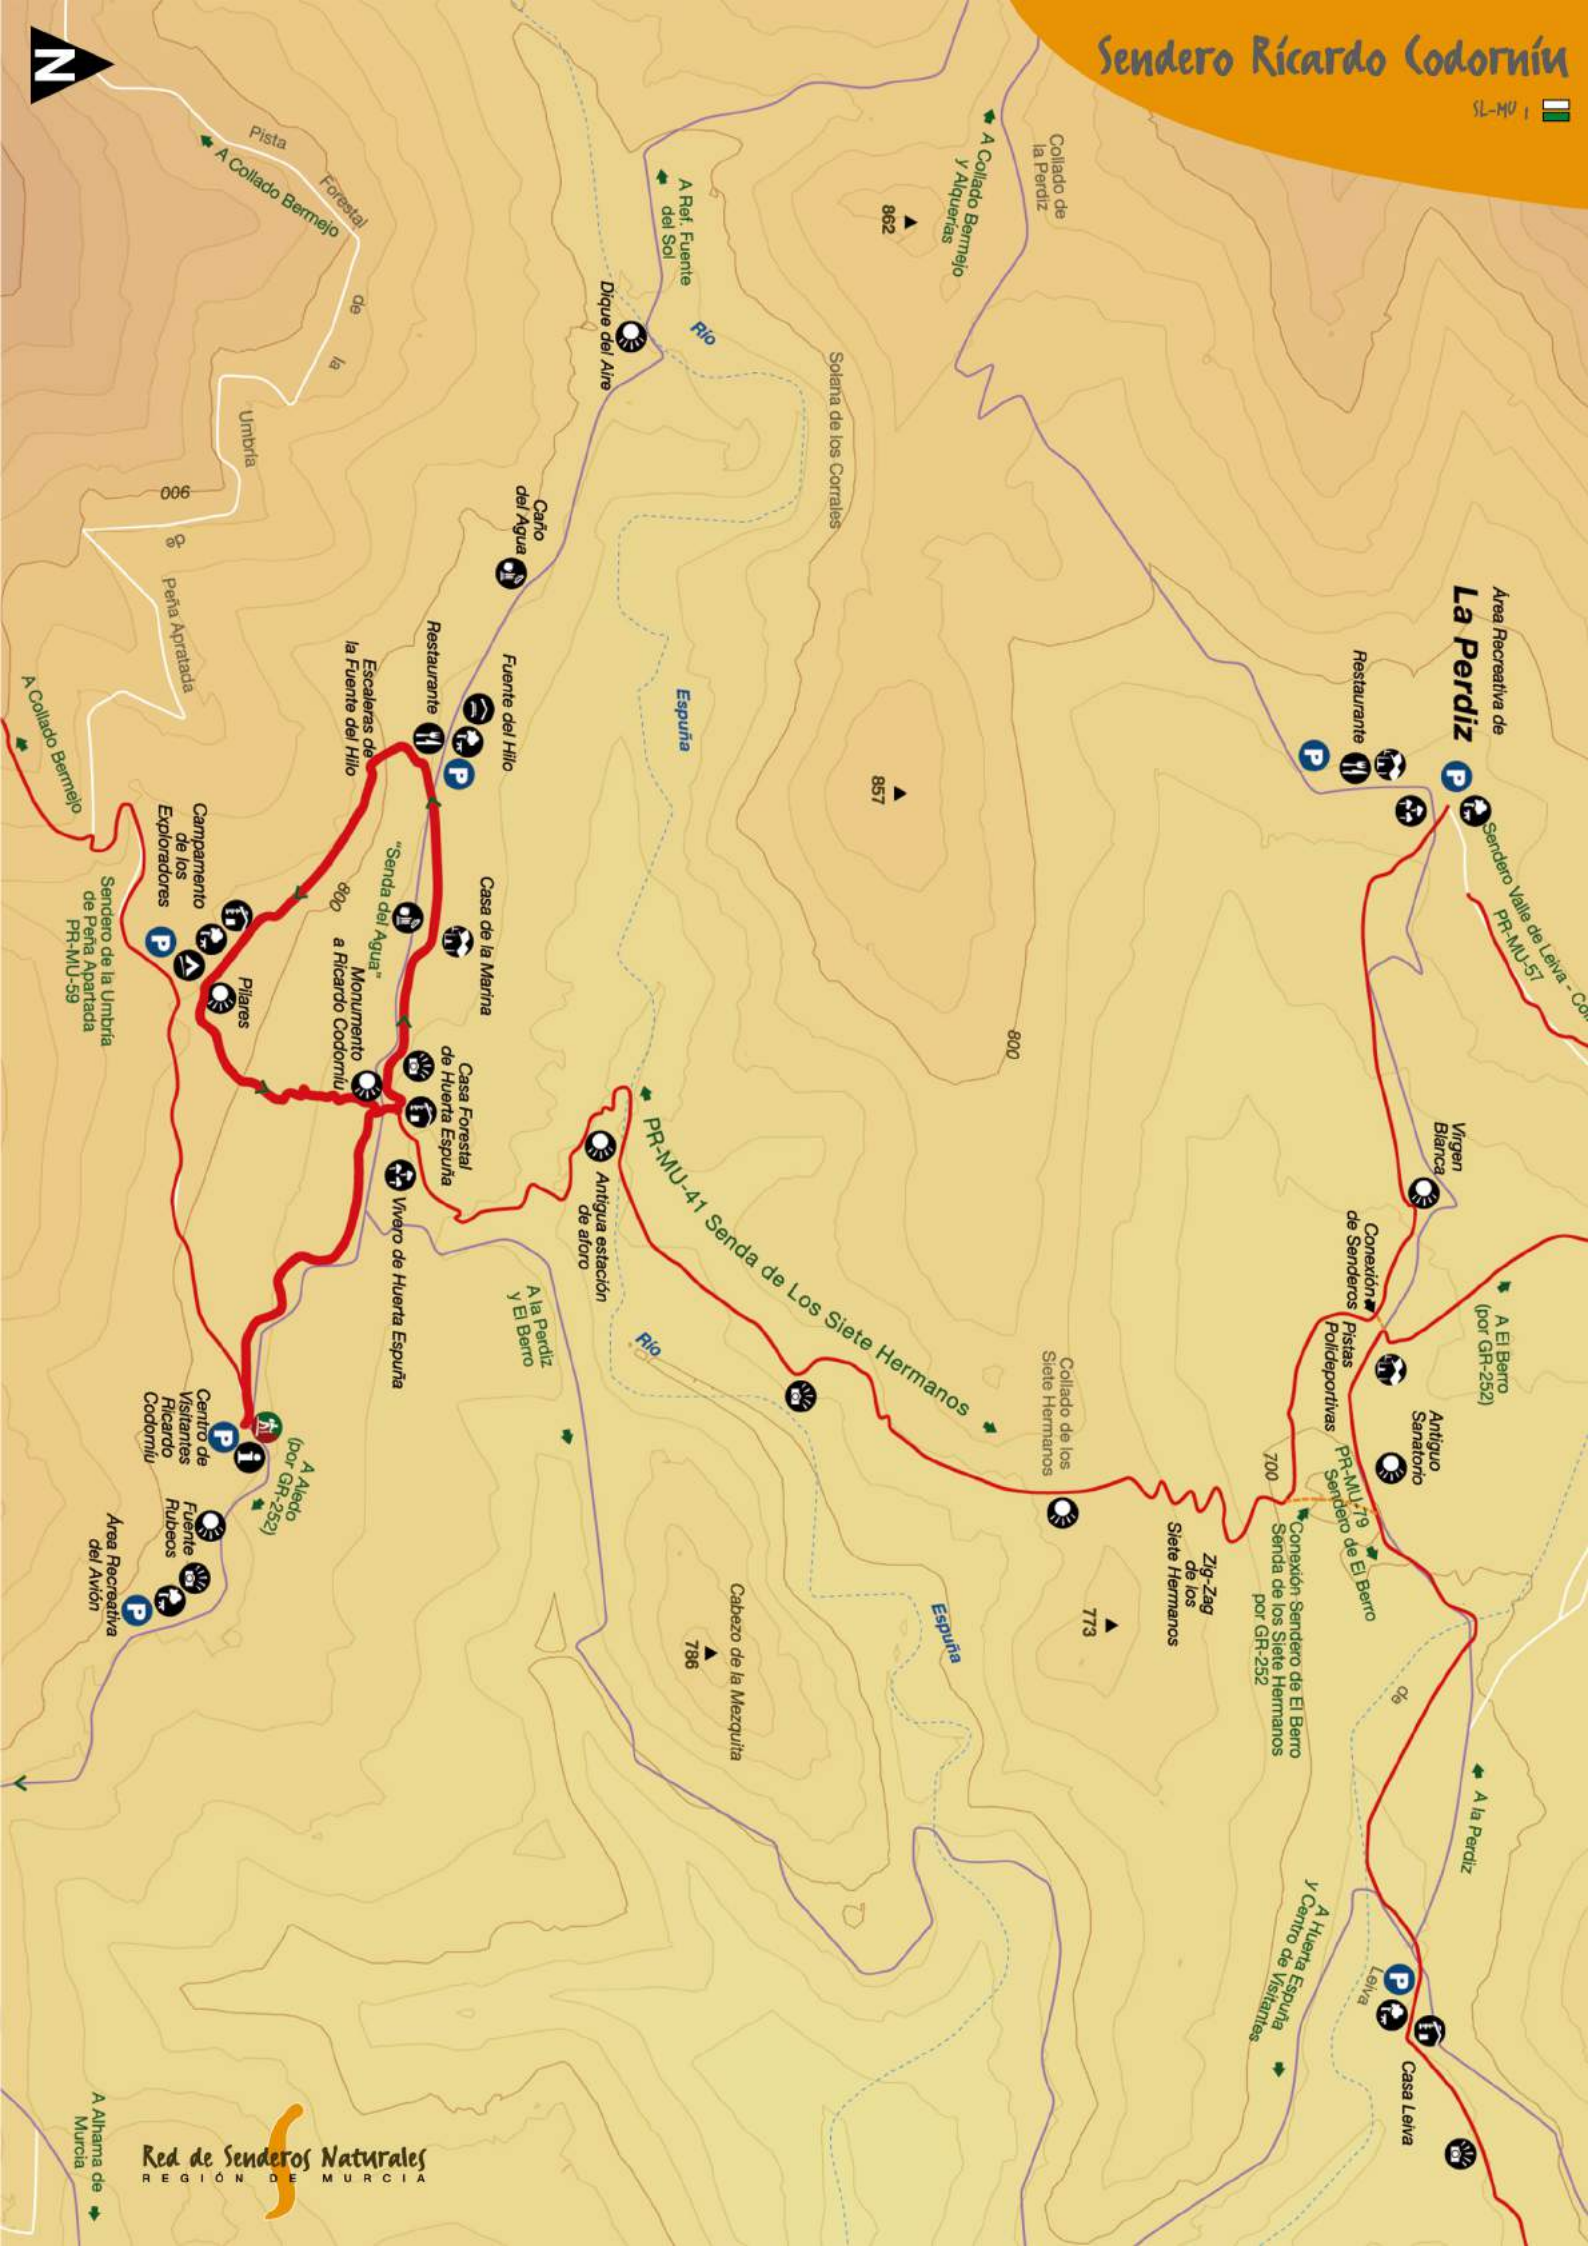 Sendero Ricardo Codorníu
SL-MU 1
N
Pista
Forestal
de
la
Umbría
de
Peña Apratada
900
A Collado Bermejo
A Collado Bermejo
y Alquerías
Collado de
la Perdiz
862
A Ref. Fuente
del Sol
Dique del Aire
Río
Solana de los Corrales
Caño
del Agua
Espuña
857
800
Área Recreativa de
La Perdiz
Restaurante
P
P
Sendero Valle de Leiva - Col
PR-MU-57
Fuente del Hilo
Restaurante
P
Escaleras de
la Fuente del Hilo
A Collado Bermejo
Campamento
de los
Exploradores
P
800
"Senda del Agua"
Casa de la Marina
Pilares
Monumento
a Ricardo Codorníu
Sendero de la Umbría
de Peña Apartada
PR-MU-59
Casa Forestal
de Huerta Espuña
Vivero de Huerta Espuña
Antigua estación
de aforo
PR-MU-41 Senda de Los Siete Hermanos
Virgen
Blanca
Conexión
de Senderos
Pistas
Polideportivas
A El Berro
(por GR-252)
Antiguo
Sanatorio
PR-MU-79
Sendero de El Berro
700
Conexión Sendero de El Berro
Senda de los Siete Hermanos
por GR-252
Collado de los
Siete Hermanos
Zig-Zag
de los
Siete Hermanos
773
A la Perdiz
y El Berro
Río
Espuña
Cabezo de la Mezquita
786
Centro de
Visitantes
Ricardo
Codorníu
P
i
A Aledo
(por GR-252)
Fuente
Rubeos
Área Recreativa
del Avión
P
de
Leiva
A la Perdiz
A Huerta Espuña
y Centro de Visitantes
P
Casa Leiva
A Alhama de
Murcia
Red de Senderos Naturales
REGIÓN DE MURCIA